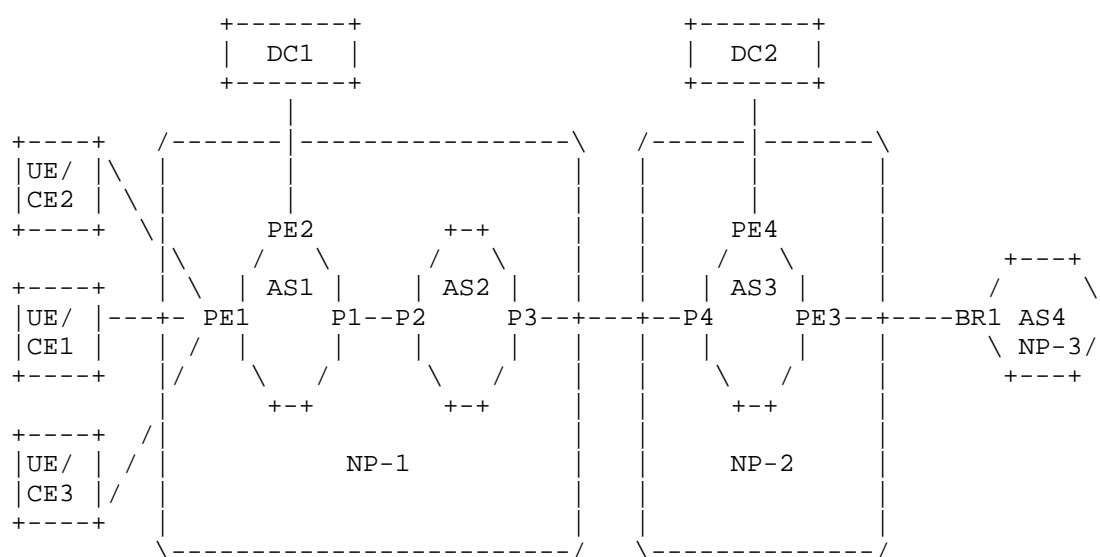 DC1 DC2
UE/
CE2
PE2 PE4
AS1 AS2 AS3
UE/ PE1 P1--P2 P3 P4 PE3 BR1 AS4
CE1 NP-3
UE/ NP-1 NP-2
CE3